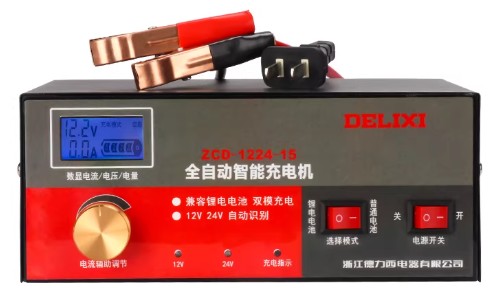 DELIXI
ZCD-1224-15
全自动智能充电机
12.2V
0.0A
数显电流/电压/电量
兼容锂电电池 双模充电
12V 24V 自动识别
锂电电池
普通电池
选择模式
关
开
电源开关
电流辅助调节
12V
24V
充电指示
浙江德力西电器有限公司